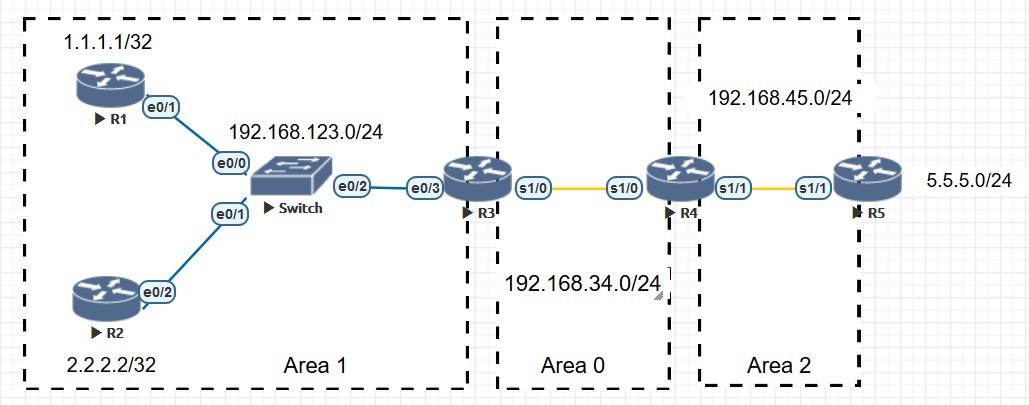 1.1.1.1/32
e0/1
R1
192.168.123.0/24
e0/0
e0/1
Switch
e0/2
e0/3
R3
s1/0
s1/0
R4
s1/1
s1/1
R5
192.168.45.0/24
5.5.5.0/24
e0/2
R2
2.2.2.2/32
192.168.34.0/24
Area 1
Area 0
Area 2